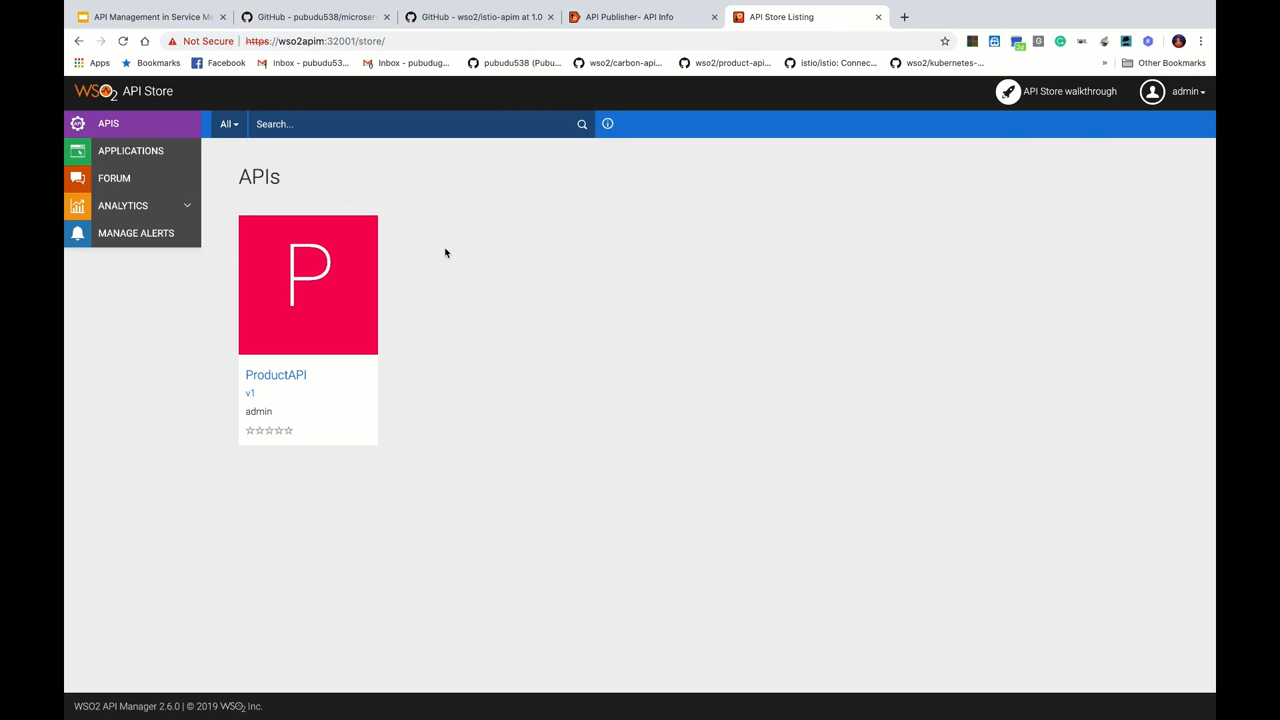 API Management in Service Me
GitHub - pubudu538/microser
GitHub - wso2/istio-apim at 1.0
API Publisher- API Info
API Store Listing
Not Secure https://wso2apim:32001/store/
Apps Bookmarks Facebook Inbox - pubudu53... Inbox - pubudug... pubudu538 (Pubu... wso2/carbon-api... wso2/product-api... istio/istio: Connec... wso2/kubernetes-... » Other Bookmarks
WSO2 API Store
API Store walkthrough
admin
APIS
All
Search...
APPLICATIONS
FORUM
ANALYTICS
MANAGE ALERTS
APIs
P
ProductAPI
v1
admin
WSO2 API Manager 2.6.0 | © 2019 WSO2 Inc.